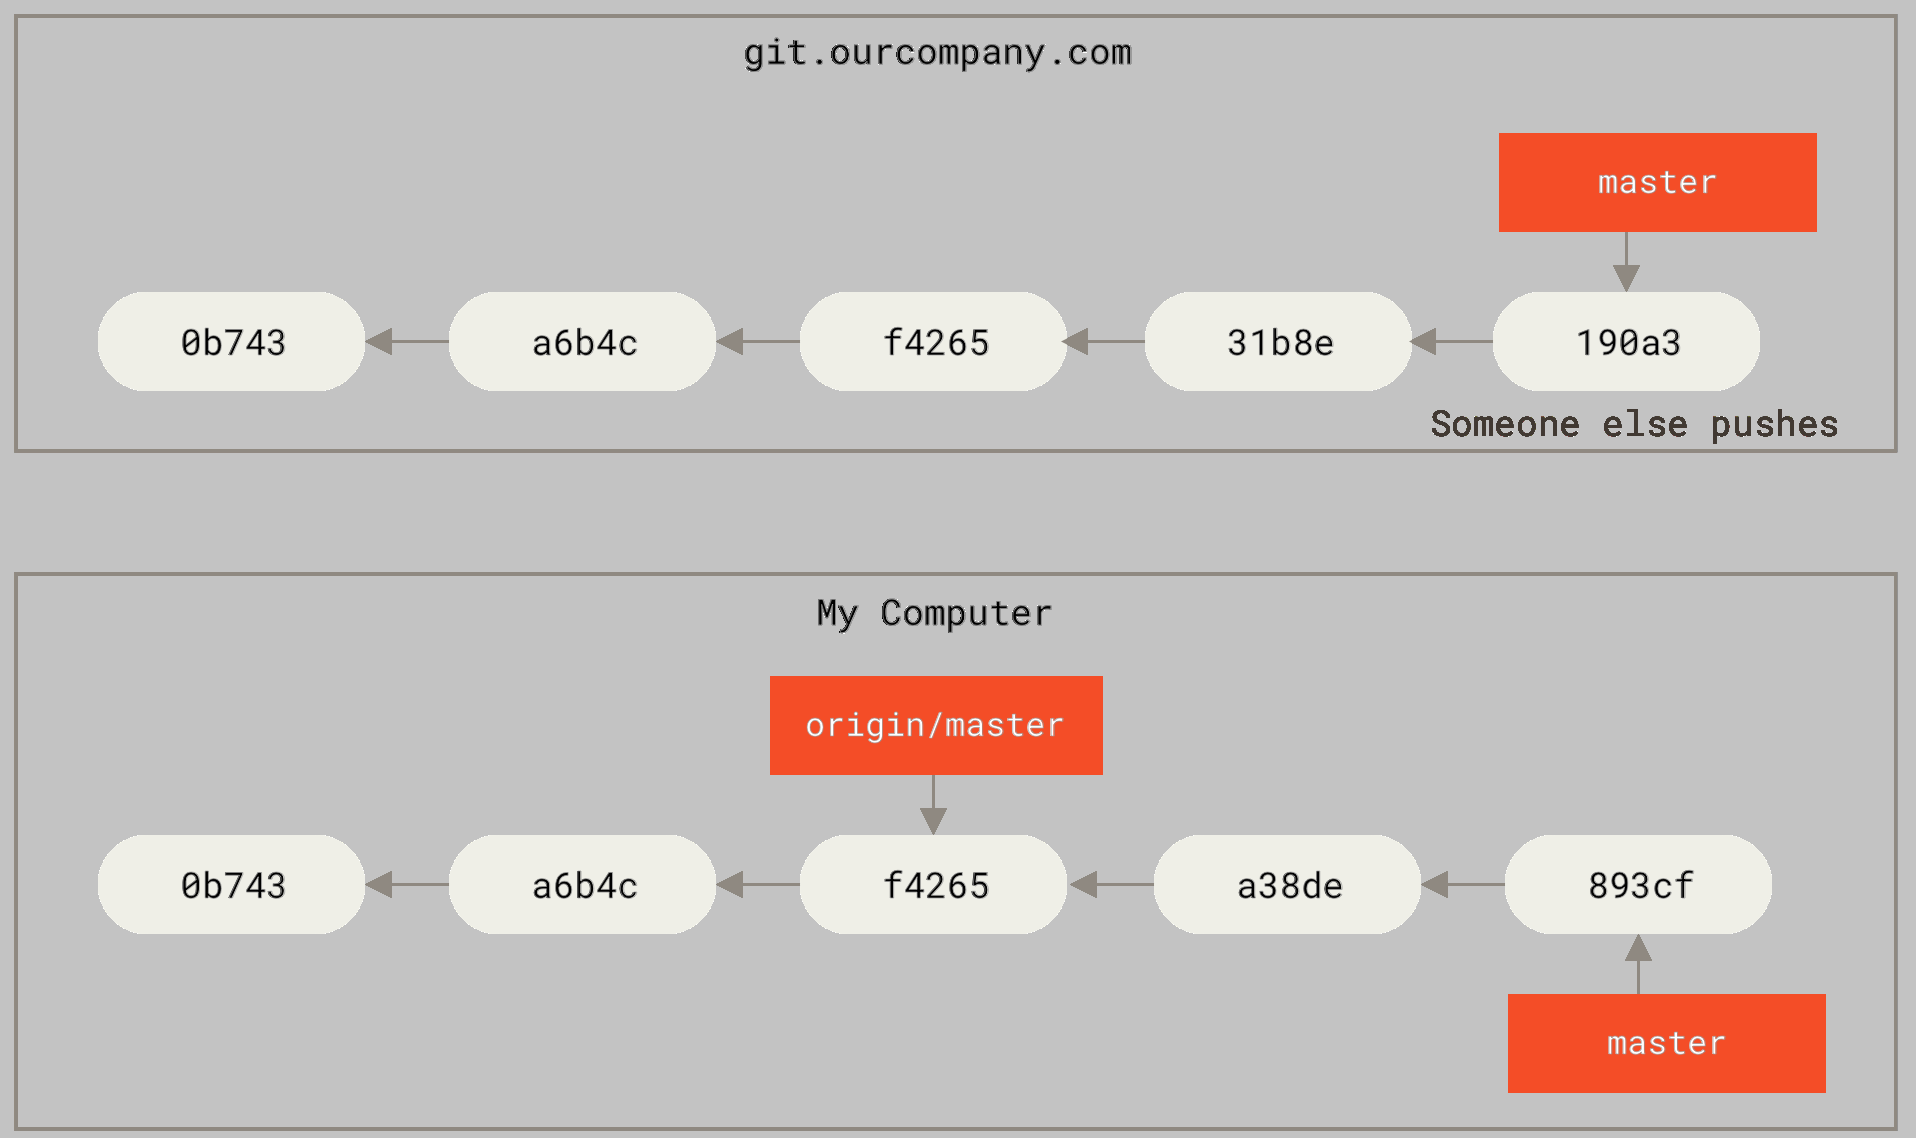 git.ourcompany.com
master
0b743
a6b4c
f4265
31b8e
190a3
Someone else pushes
My Computer
origin/master
0b743
a6b4c
f4265
a38de
893cf
master